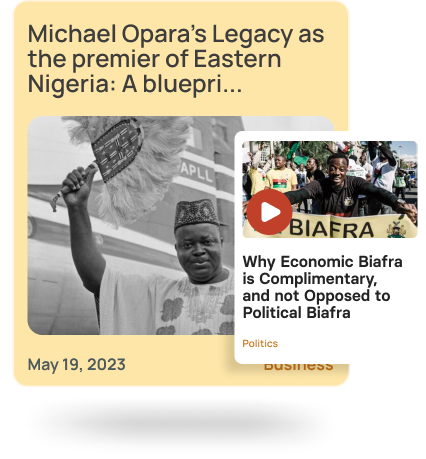 Michael Opara's Legacy as
the premier of Eastern
Nigeria: A bluepri...
APLL
BIAFRA
Why Economic Biafra
is Complimentary,
and not Opposed to
Political Biafra
Politics
May 19, 2023
Business